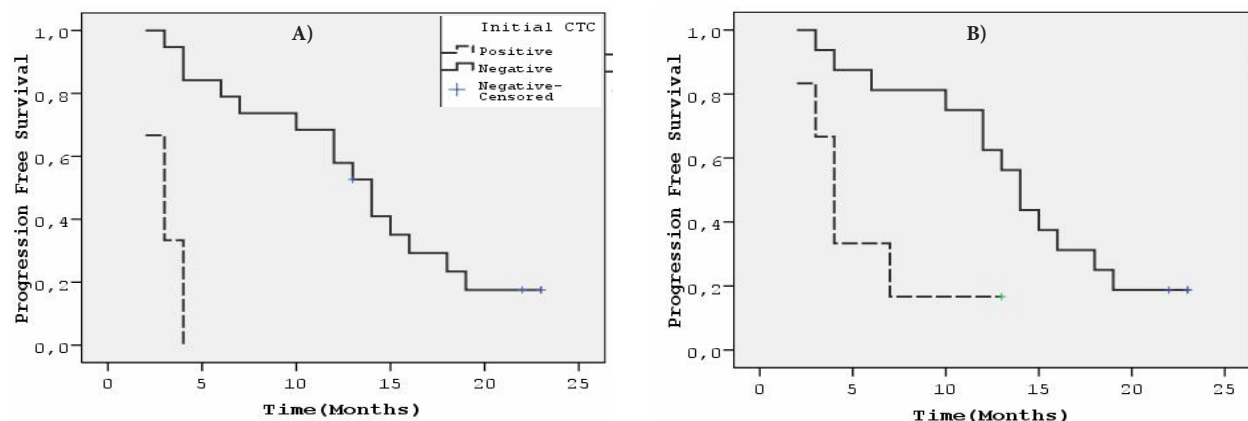 A)
Initial CTC
Positive
Negative
Negative-
Censored
Progression Free Survival
1,0
0,8
0,6
0,4
0,2
0,0
0 5 10 15 20 25
Time(Months)
B)
Progression Free Survival
1,0
0,8
0,6
0,4
0,2
0,0
0 5 10 15 20 25
Time(Months)